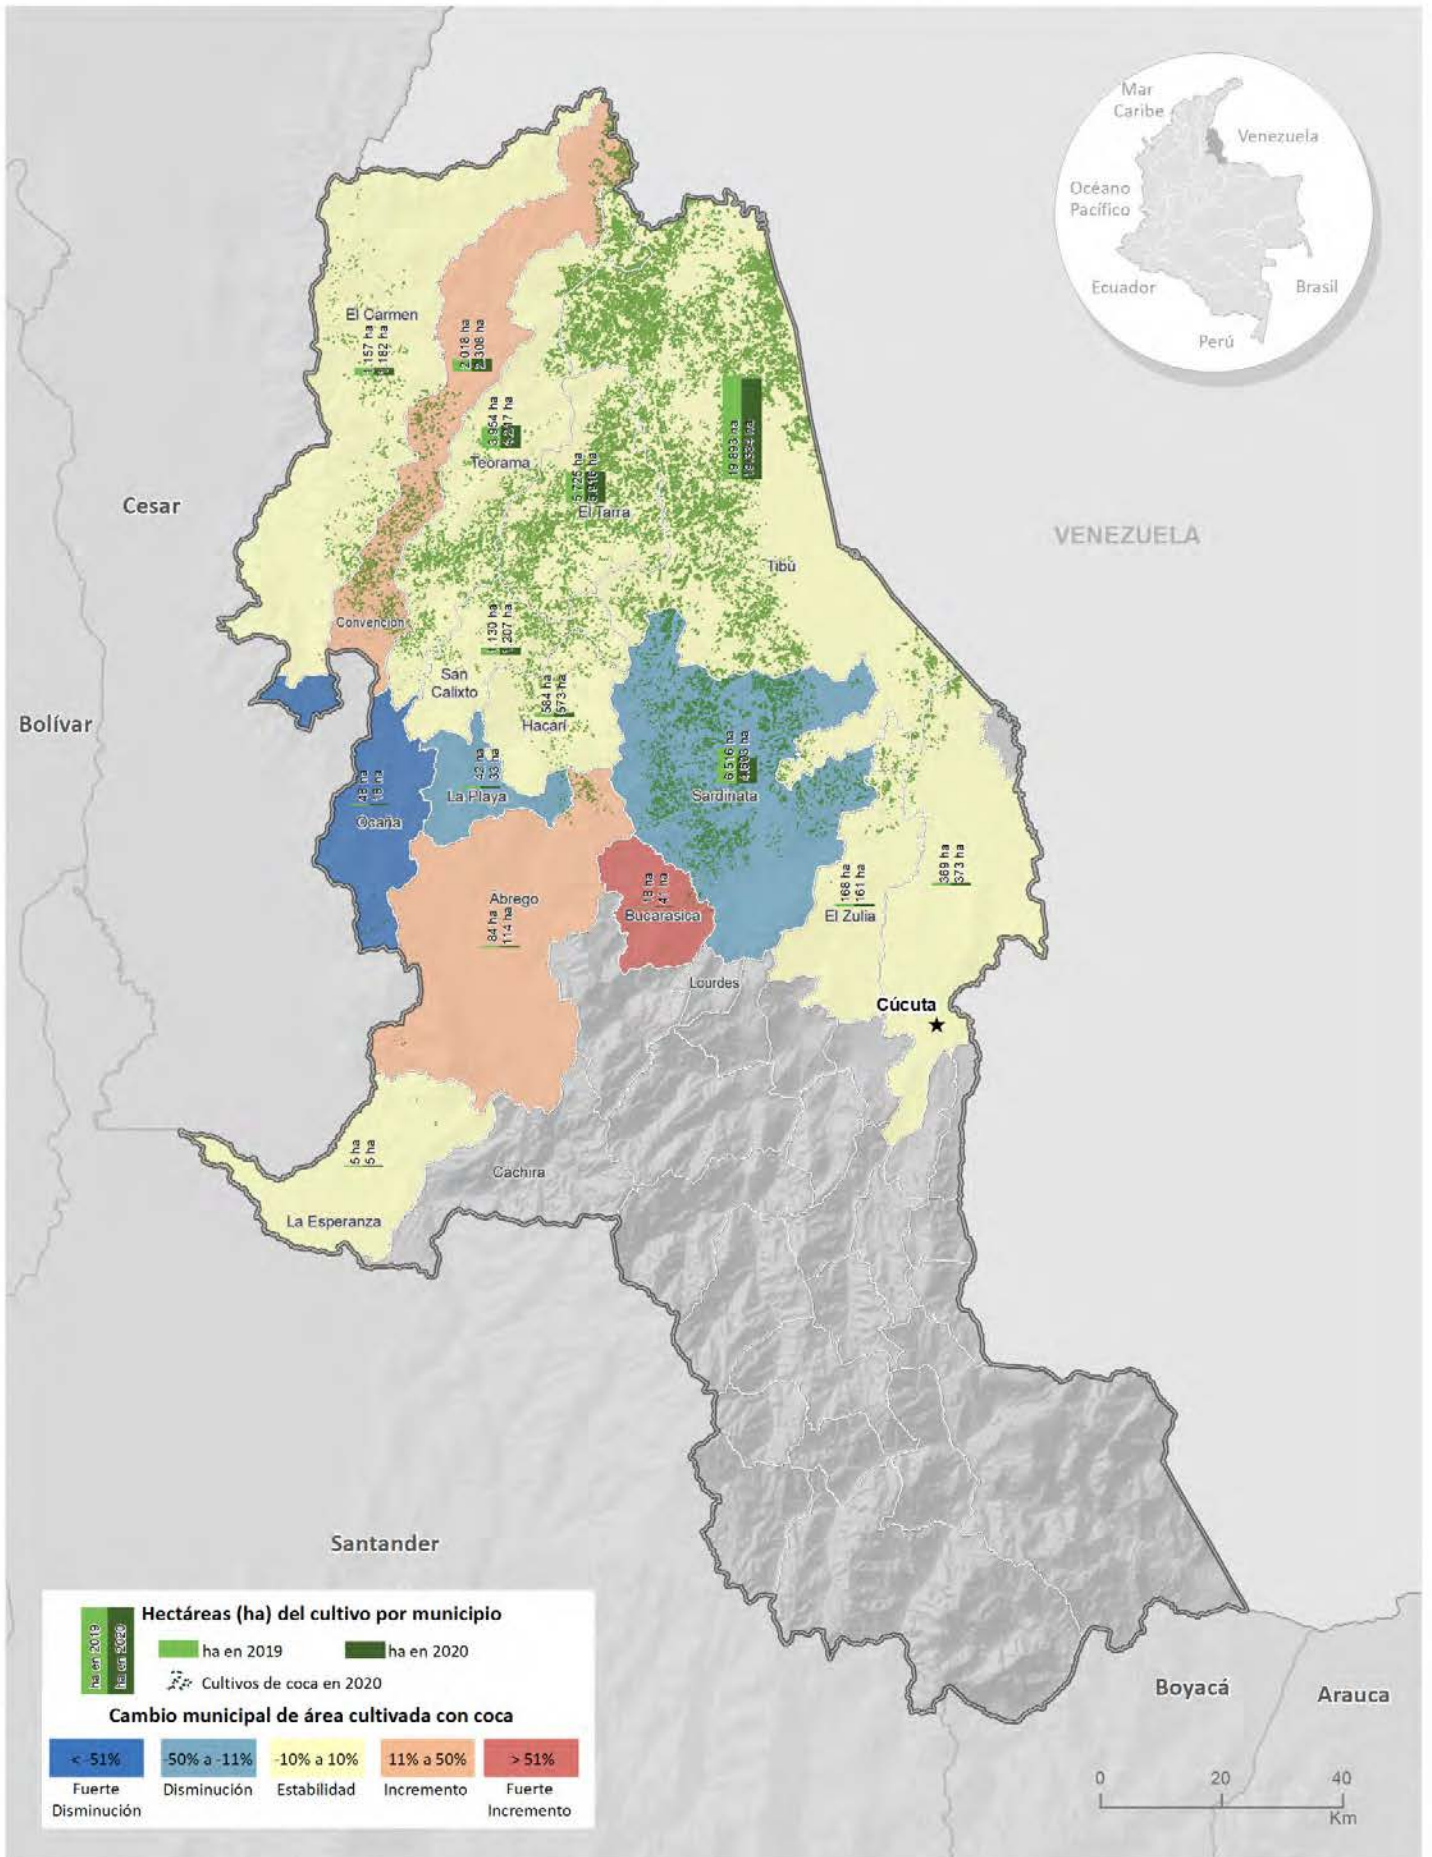 Mar
Caribe
Venezuela
Océano
Pacífico
Ecuador
Brasil
Perú
El Carmen
157 ha
182 ha
2.018 ha
2.308 ha
3.954 ha
Teorama
5.725 ha
El Tarra
19.893 ha
Cesar
VENEZUELA
Tibú
Convención
1.130 ha
1.207 ha
San
Calixto
584 ha
573 ha
Hacarí
Bolívar
48 ha
18 ha
Ocaña
42 ha
33 ha
La Playa
6.516 ha
Sardinata
Abrego
84 ha
114 ha
18 ha
41 ha
Bucarasica
168 ha
161 ha
El Zulia
369 ha
373 ha
Lourdes
Cúcuta
5 ha
5 ha
La Esperanza
Cachira
Santander
Boyacá
Arauca
Hectáreas (ha) del cultivo por municipio
ha en 2019
ha en 2020
ha en 2019
ha en 2020
Cultivos de coca en 2020
Cambio municipal de área cultivada con coca
< -51%
-50% a -11%
-10% a 10%
11% a 50%
> 51%
Fuerte
Disminución
Disminución
Estabilidad
Incremento
Fuerte
Incremento
0 20 40
Km